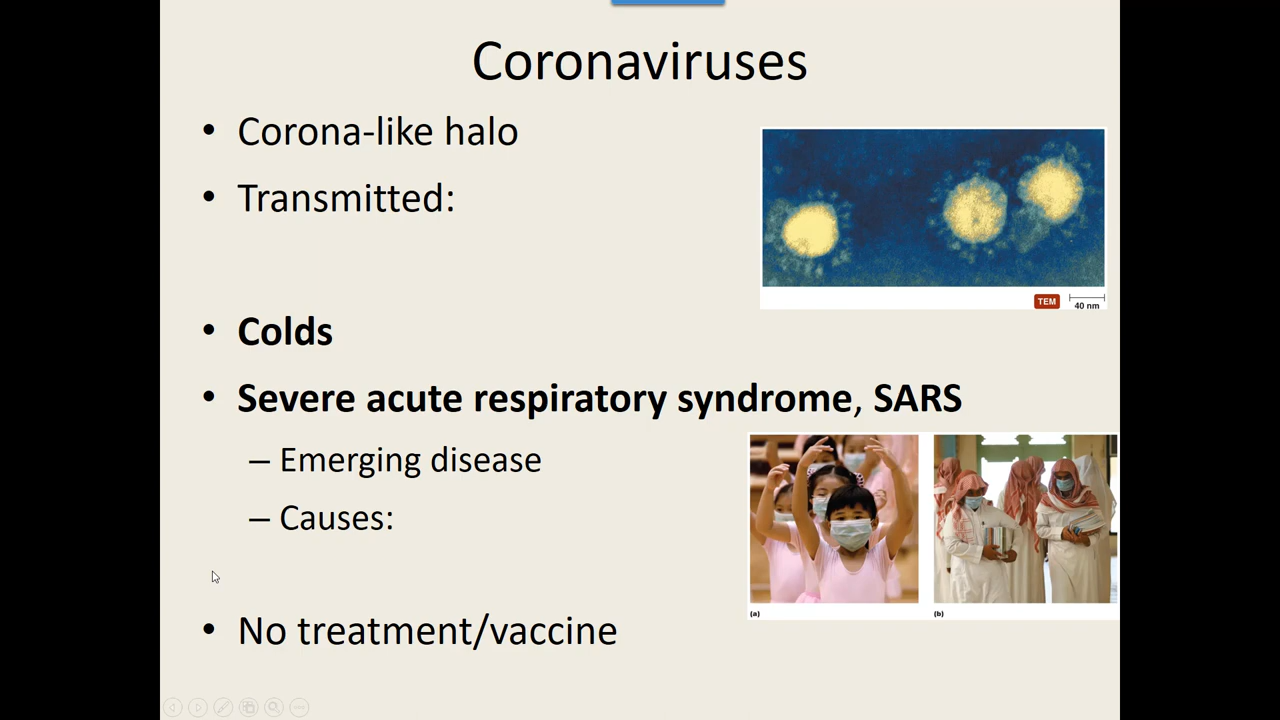 Coronaviruses
• Corona-like halo
• Transmitted:
TEM
40 nm
• Colds
• Severe acute respiratory syndrome, SARS
– Emerging disease
– Causes:
(a)
(b)
• No treatment/vaccine